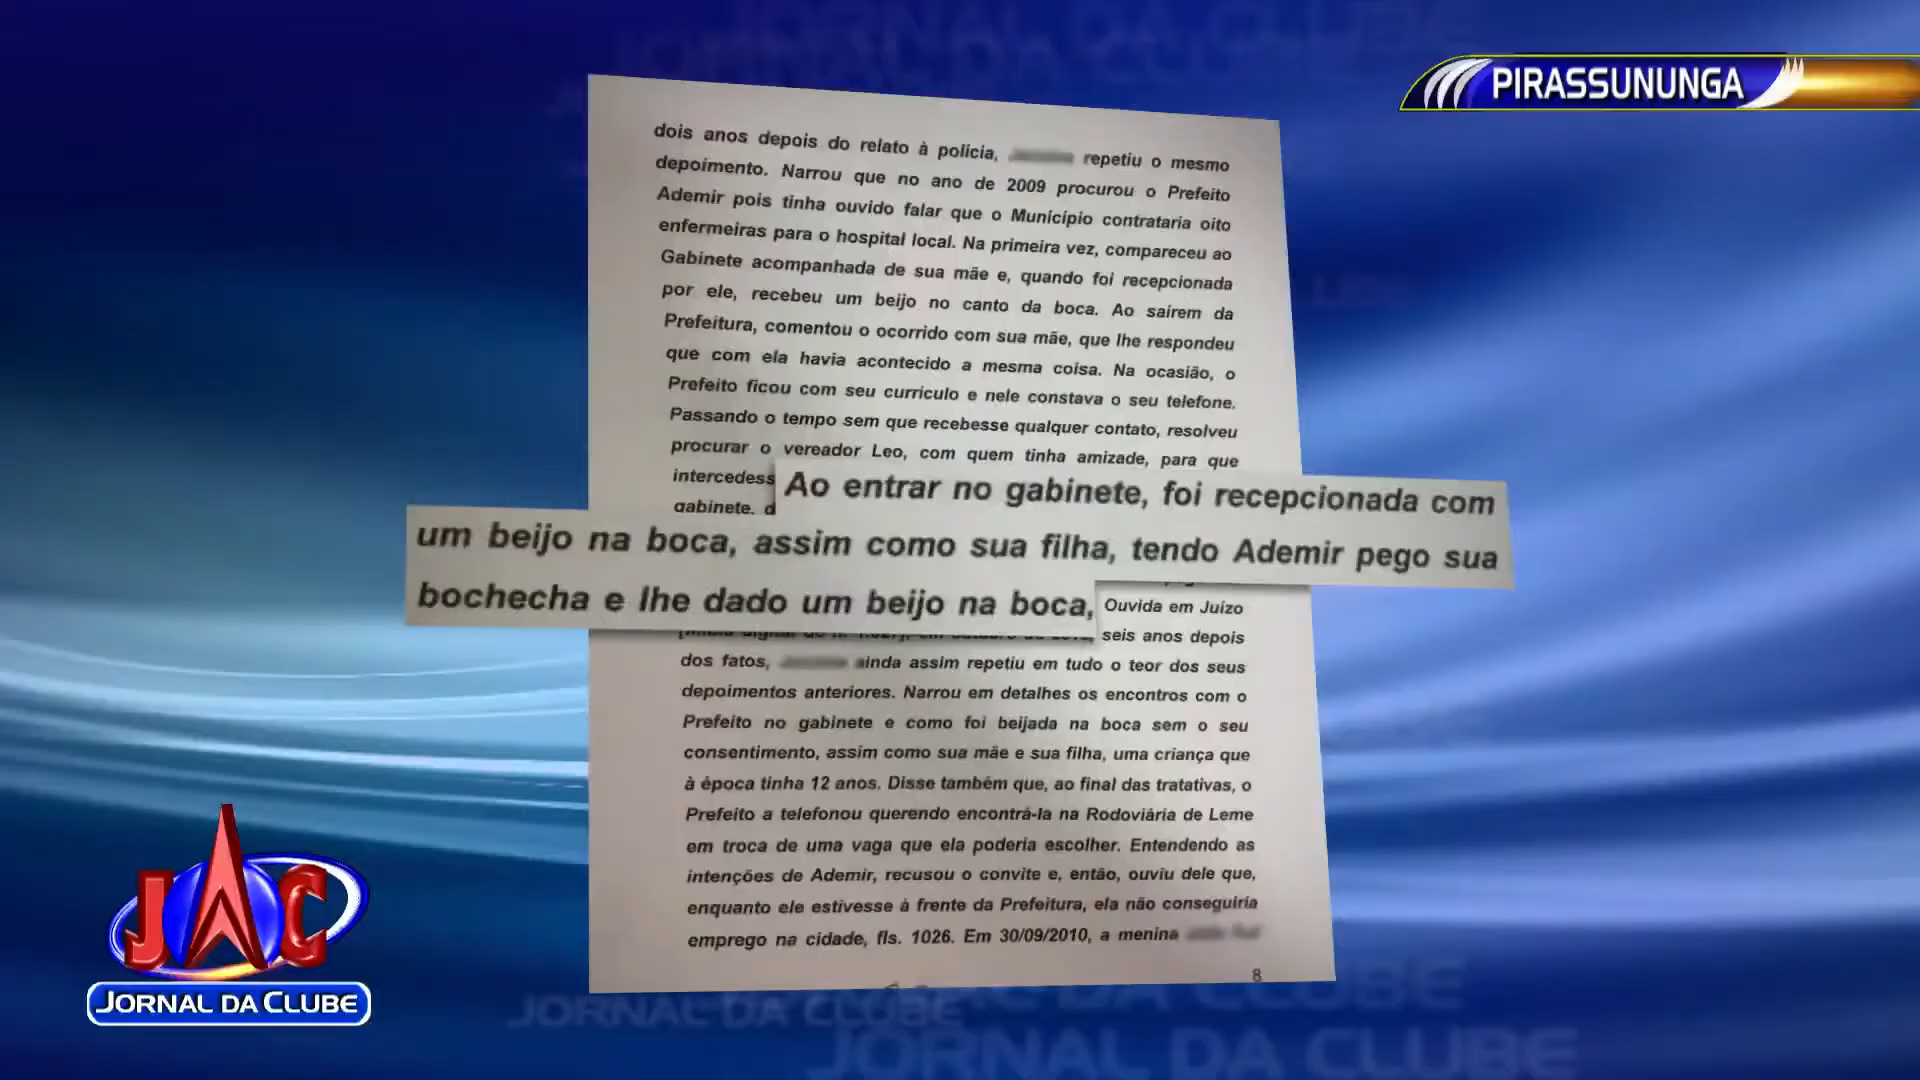 JORNAL DA CLUBE
PIRASSUNUNGA
dois anos depois do relato à polícia, repetiu o mesmo
depoimento. Narrou que no ano de 2009 procurou o Prefeito
Ademir pois tinha ouvido falar que o Município contrataria oito
enfermeiras para o hospital local. Na primeira vez, compareceu ao
Gabinete acompanhada de sua mãe e, quando foi recepcionada
por ele, recebeu um beijo no canto da boca. Ao saírem da
Prefeitura, comentou o ocorrido com sua mãe, que lhe respondeu
que com ela havia acontecido a mesma coisa. Na ocasião, o
Prefeito ficou com seu currículo e nele constava o seu telefone.
Passando o tempo sem que recebesse qualquer contato, resolveu
procurar o vereador Leo, com quem tinha amizade, para que
intercedess
gabinete. d
Ao entrar no gabinete, foi recepcionada com
um beijo na boca, assim como sua filha, tendo Ademir pego sua
bochecha e lhe dado um beijo na boca,
Ouvida em Juízo
seis anos depois
dos fatos, ainda assim repetiu em tudo o teor dos seus
depoimentos anteriores. Narrou em detalhes os encontros com o
Prefeito no gabinete e como foi beijada na boca sem o seu
consentimento, assim como sua mãe e sua filha, uma criança que
à época tinha 12 anos. Disse também que, ao final das tratativas, o
Prefeito a telefonou querendo encontrá-la na Rodoviária de Leme
em troca de uma vaga que ela poderia escolher. Entendendo as
intenções de Ademir, recusou o convite e, então, ouviu dele que,
enquanto ele estivesse à frente da Prefeitura, ela não conseguiria
emprego na cidade, fls. 1026. Em 30/09/2010, a menina
8
JAC
JORNAL DA CLUBE
JORNAL DA CLUBE
JORNAL DA CLUBE